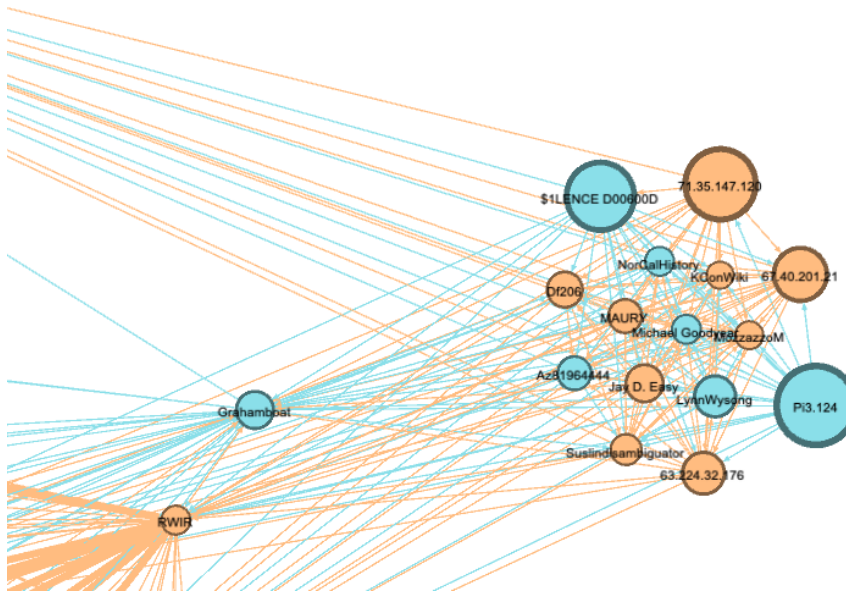 71.35.147.120
$1LENCE D00600D
NorCalHistory
KConWiki
67.40.201.21
Df206
MAURY
Michael Goodyear
MozzazzoM
Az81964444
Jay D. Easy
LynnWysong
Pi3.124
Grahamboat
Suslindisambiguator
63.224.32.176
RWIR